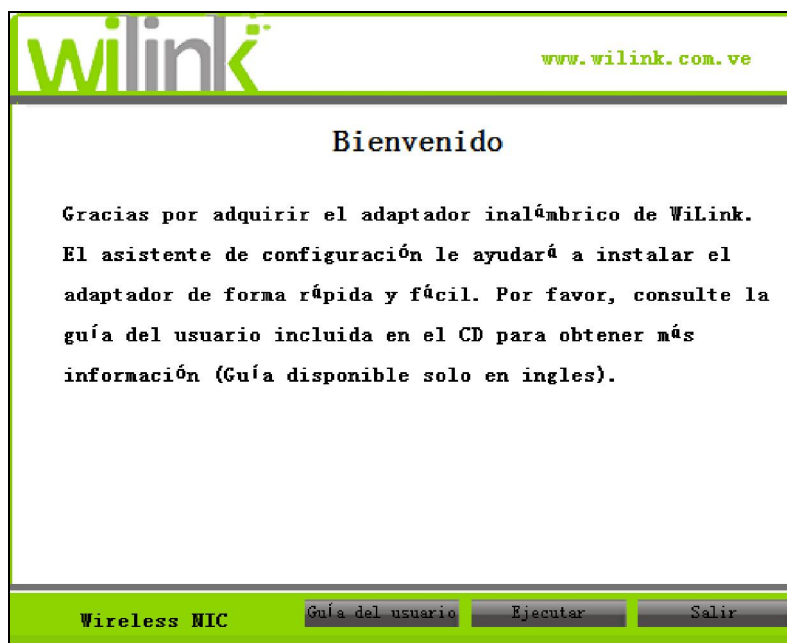 wilink
www.wilink.com.ve
Bienvenido
Gracias por adquirir el adaptador inalámbrico de WiLink.
El asistente de configuración le ayudará a instalar el
adaptador de forma rápida y fácil. Por favor, consulte la
guía del usuario incluida en el CD para obtener más
información (Guía disponible solo en ingles).
Wireless NIC
Guía del usuario
Ejecutar
Salir